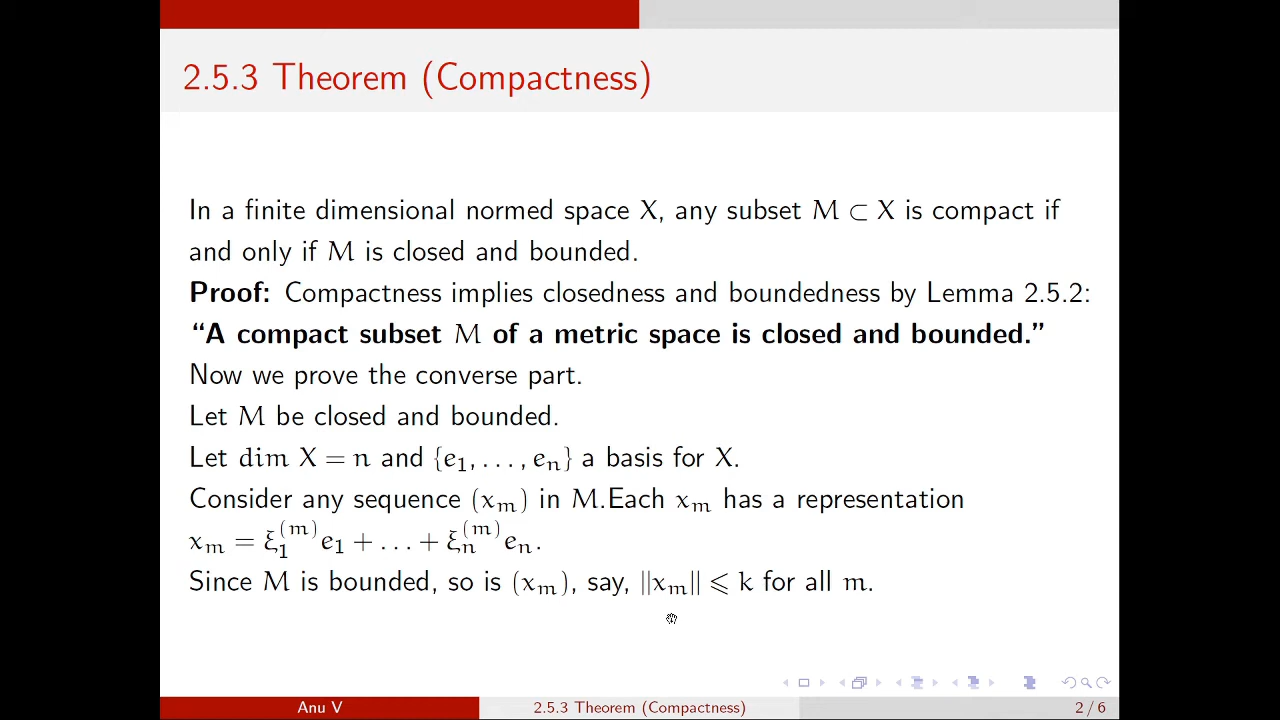 2.5.3 Theorem (Compactness)
In a finite dimensional normed space X, any subset M ⊂ X is compact if
and only if M is closed and bounded.
Proof: Compactness implies closedness and boundedness by Lemma 2.5.2:
“A compact subset M of a metric space is closed and bounded.”
Now we prove the converse part.
Let M be closed and bounded.
Let dim X = n and {e₁, . . . , eₙ} a basis for X.
Consider any sequence (xₘ) in M.Each xₘ has a representation
xₘ = ξ₁⁽ᵐ⁾e₁ + . . . + ξₙ⁽ᵐ⁾eₙ.
Since M is bounded, so is (xₘ), say, ||xₘ|| ⩽ k for all m.
Anu V
2.5.3 Theorem (Compactness)
2 / 6